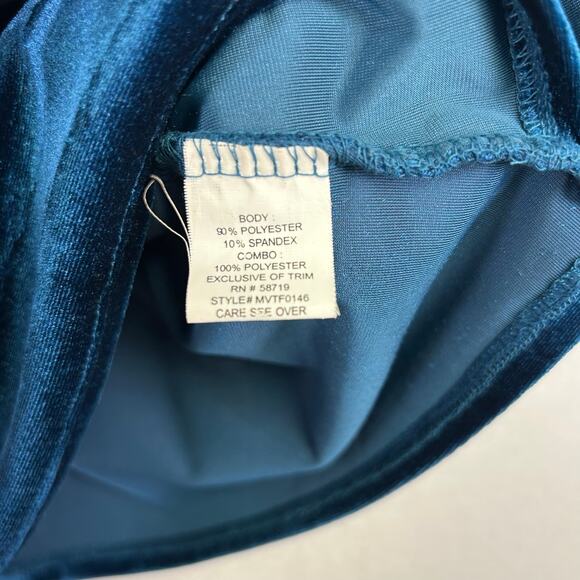 BODY :
90% POLYESTER
10% SPANDEX
COMBO :
100% POLYESTER
EXCLUSIVE OF TRIM
RN # 58719
STYLE# MVTF0146
CARE SEE OVER